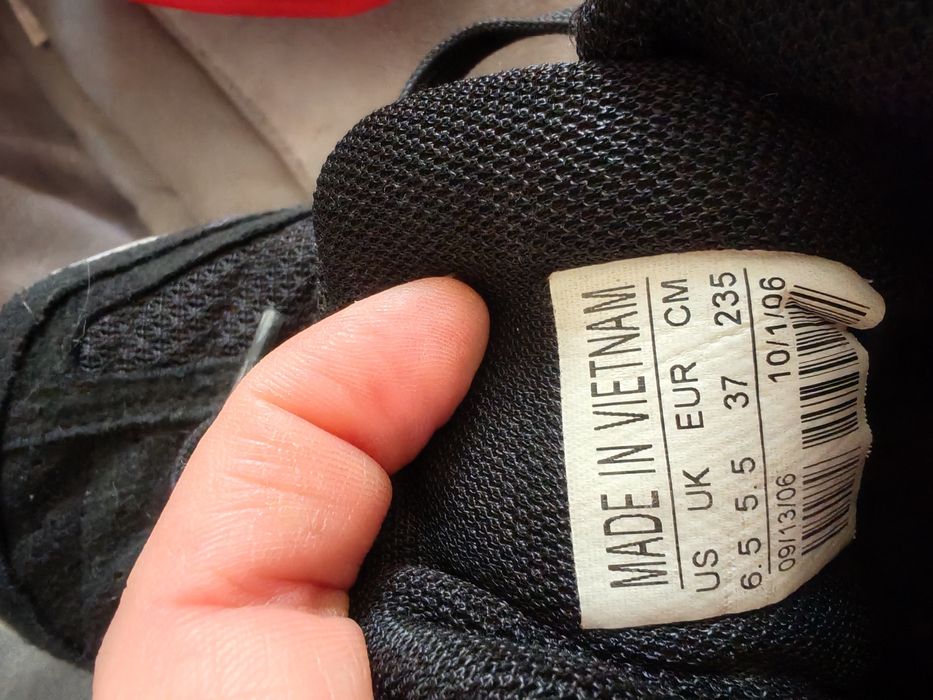 MADE IN VIETNAM
US UK EUR CM
6.5 5.5 37 235
09/13/06 10/1/06